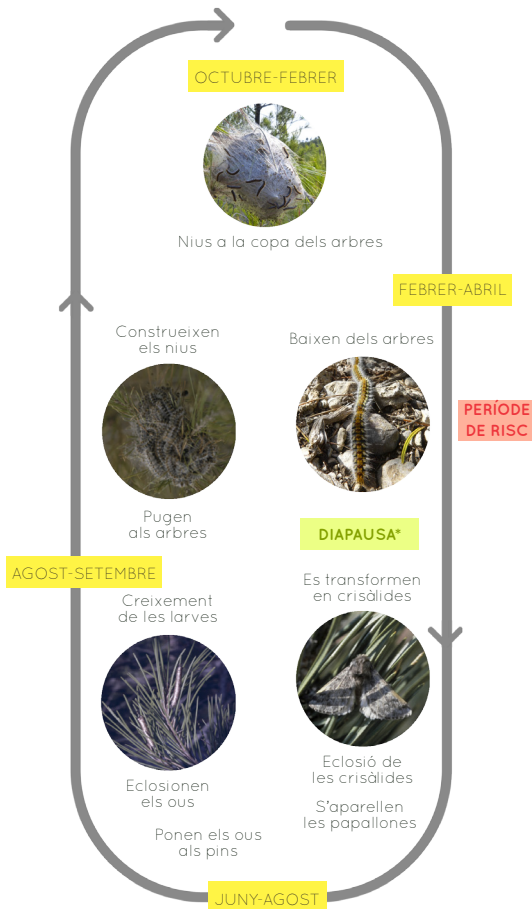 OCTUBRE-FEBRER
Nius a la copa dels arbres
FEBRER-ABRIL
Baixen dels arbres
PERÍODE
DE RISC
DIAPAUSA*
Es transformen
en crisàlides
Eclosió de
les crisàlides
S'aparellen
les papallones
JUNY-AGOST
Ponen els ous
als pins
Eclosionen
els ous
Creixement
de les larves
AGOST-SETEMBRE
Pugen
als arbres
Construeixen
els nius